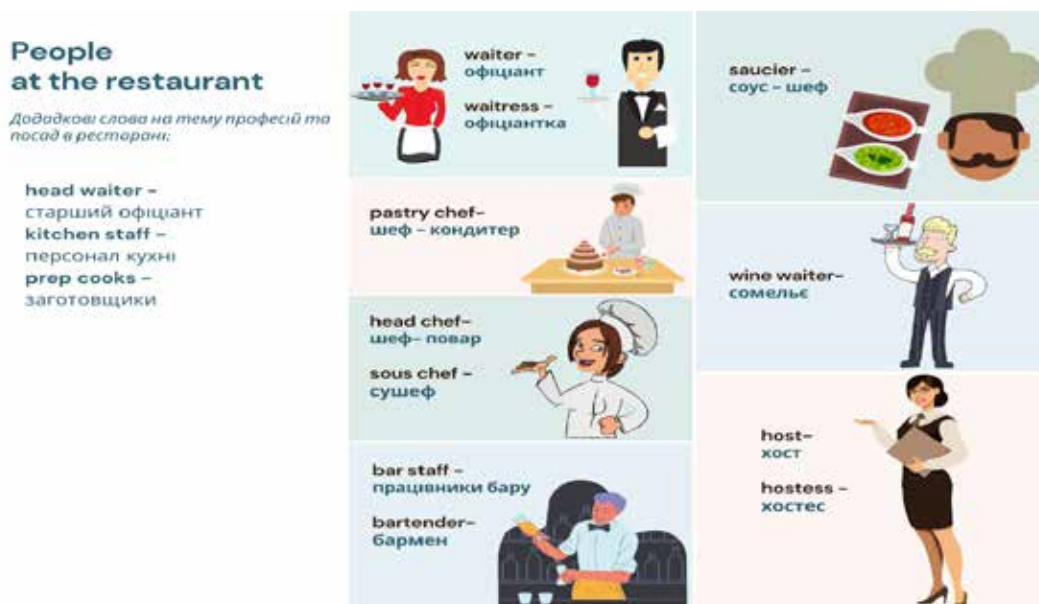 People
at the restaurant
Додадкові слова на тему професій та
посад в ресторані:
head waiter –
старший офіціант
kitchen staff –
персонал кухні
prep cooks –
заготовщики
waiter –
офіціант
waitress –
офіціантка
pastry chef–
шеф – кондитер
head chef–
шеф– повар
sous chef –
сушеф
bar staff –
працівники бару
bartender–
бармен
saucier –
соус – шеф
wine waiter–
сомельє
host–
хост
hostess –
хостес